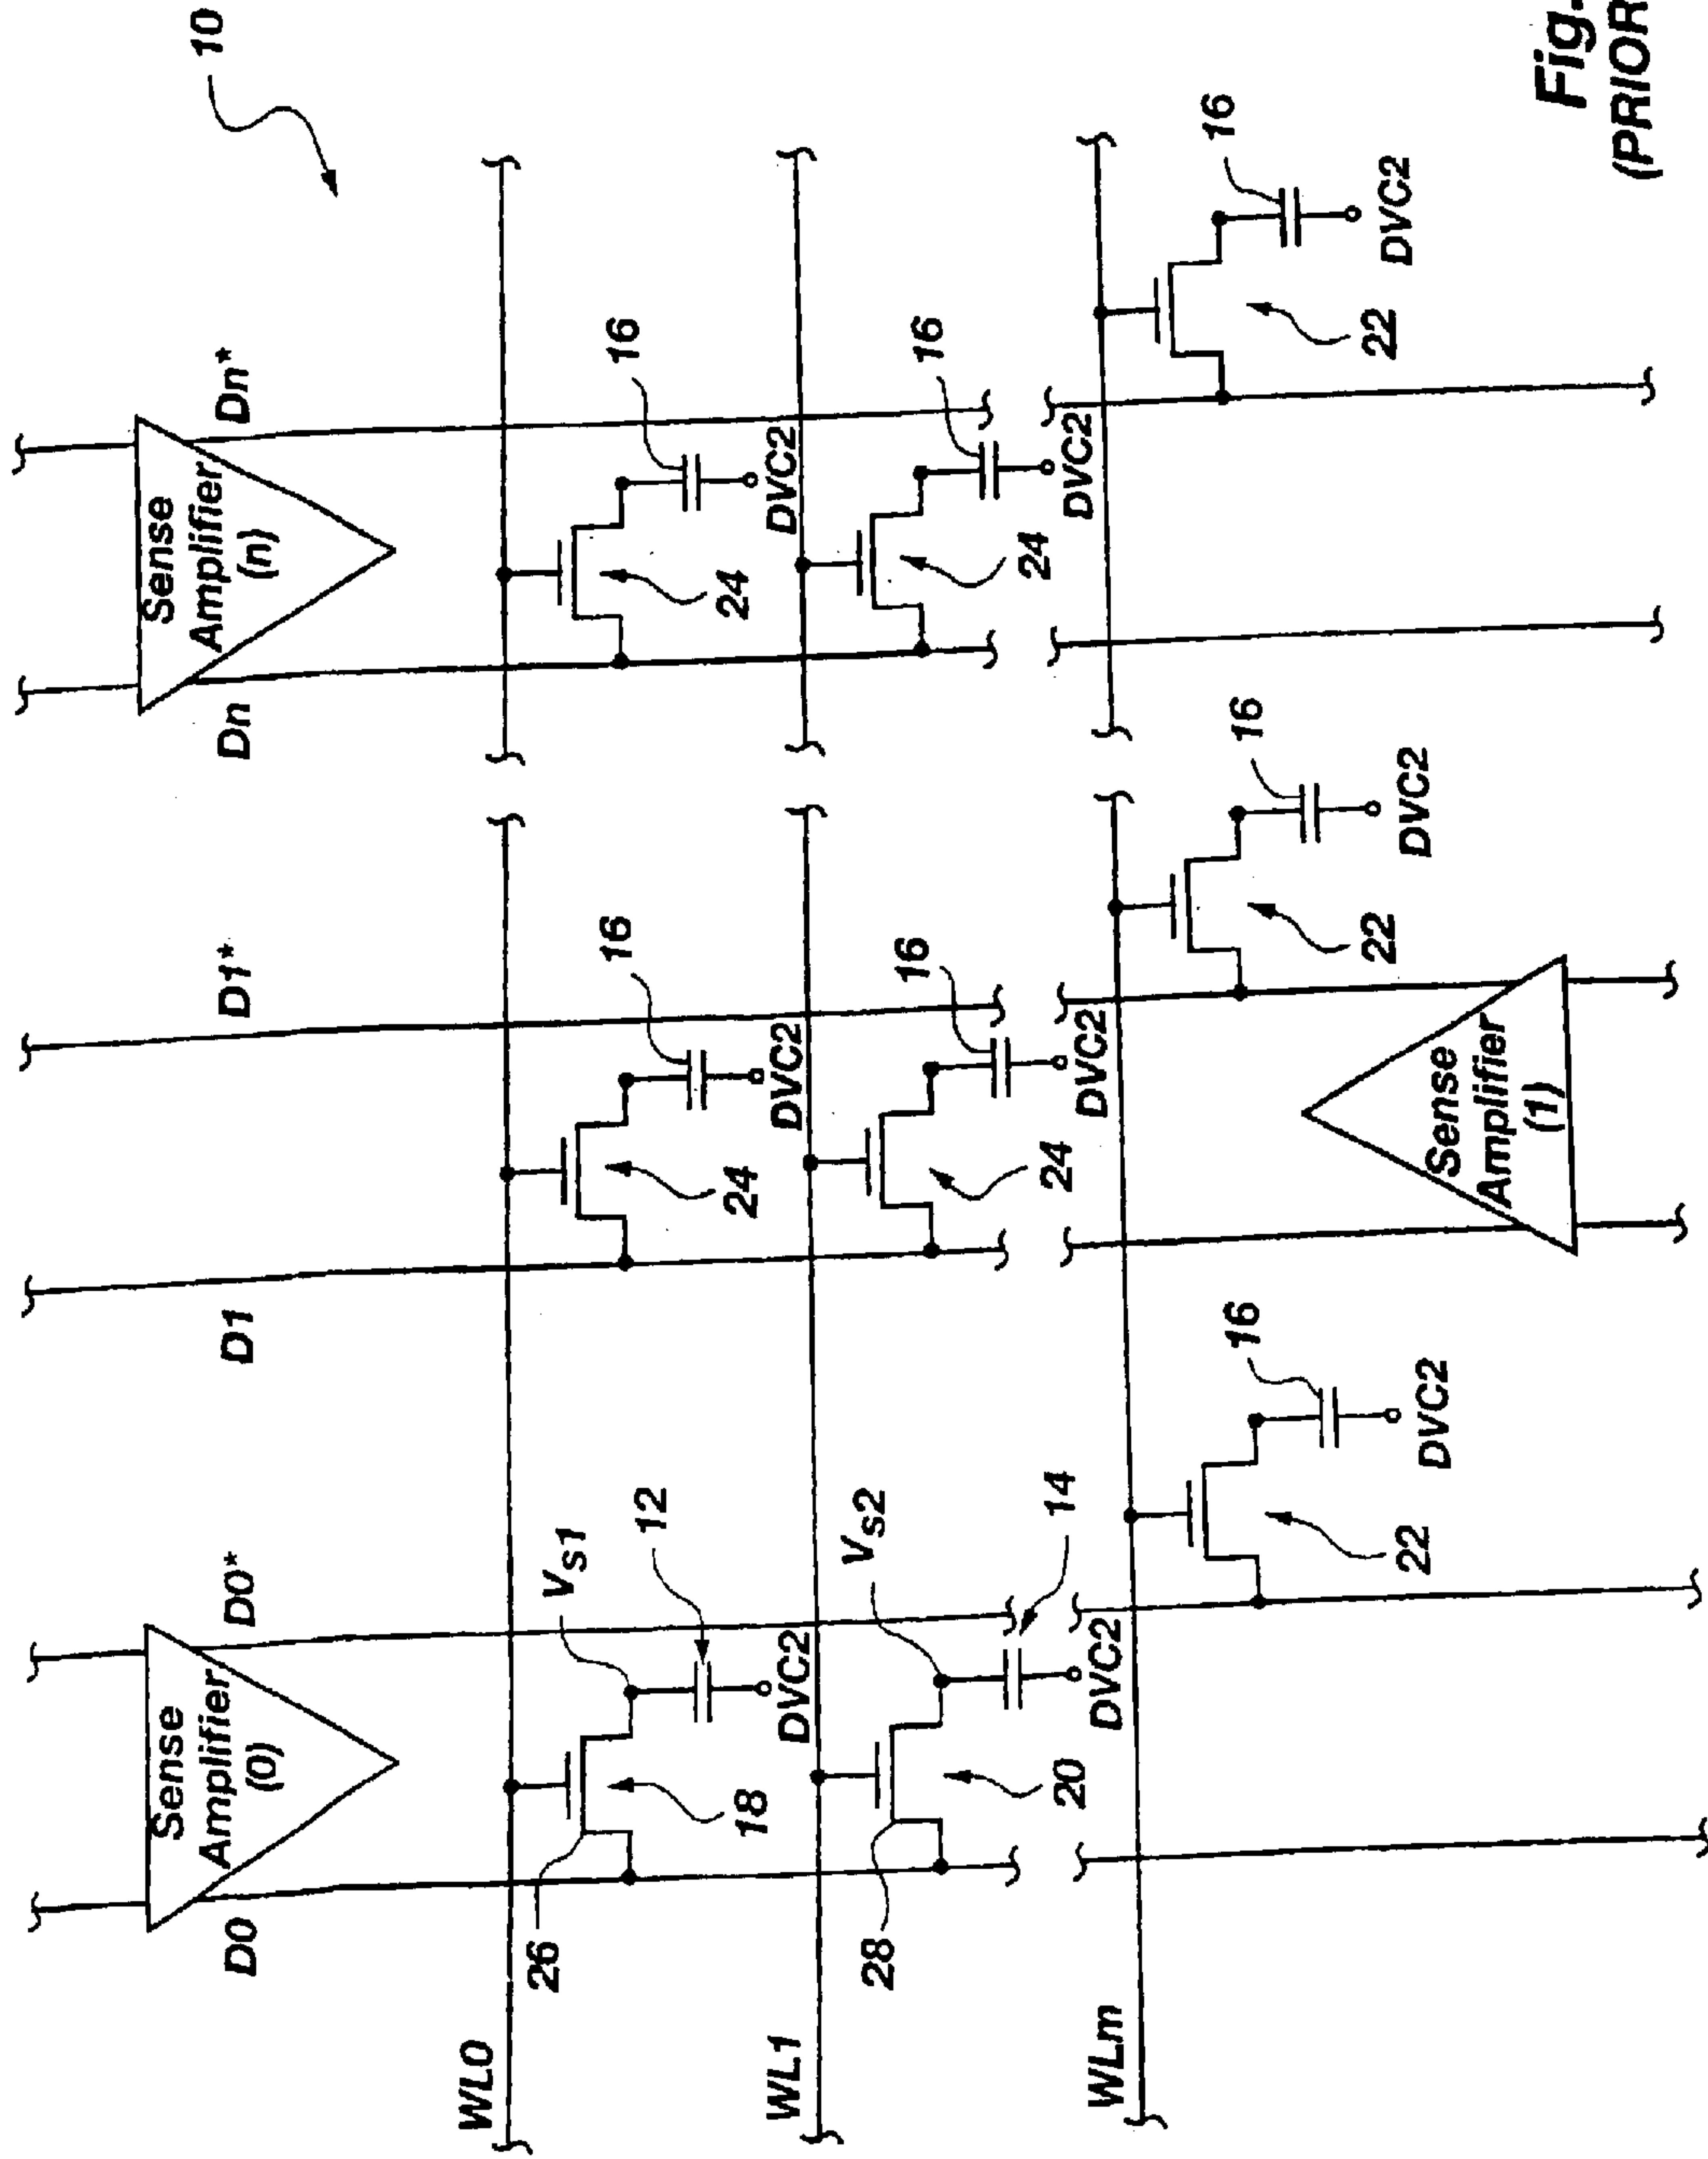 10
Sense
Amplifier
(0)
Sense
Amplifier
(n)
D0
D0*
D1
D1*
Dn
Dn*
WL0
26
Vs1
12
18
DVC2
16
24
DVC2
16
24
DVC2
WL1
28
Vs2
14
20
DVC2
16
24
DVC2
16
24
DVC2
WLm
16
22
DVC2
Sense
Amplifier
(1)
16
22
DVC2
16
22
DVC2
Fig.
(PRIOR